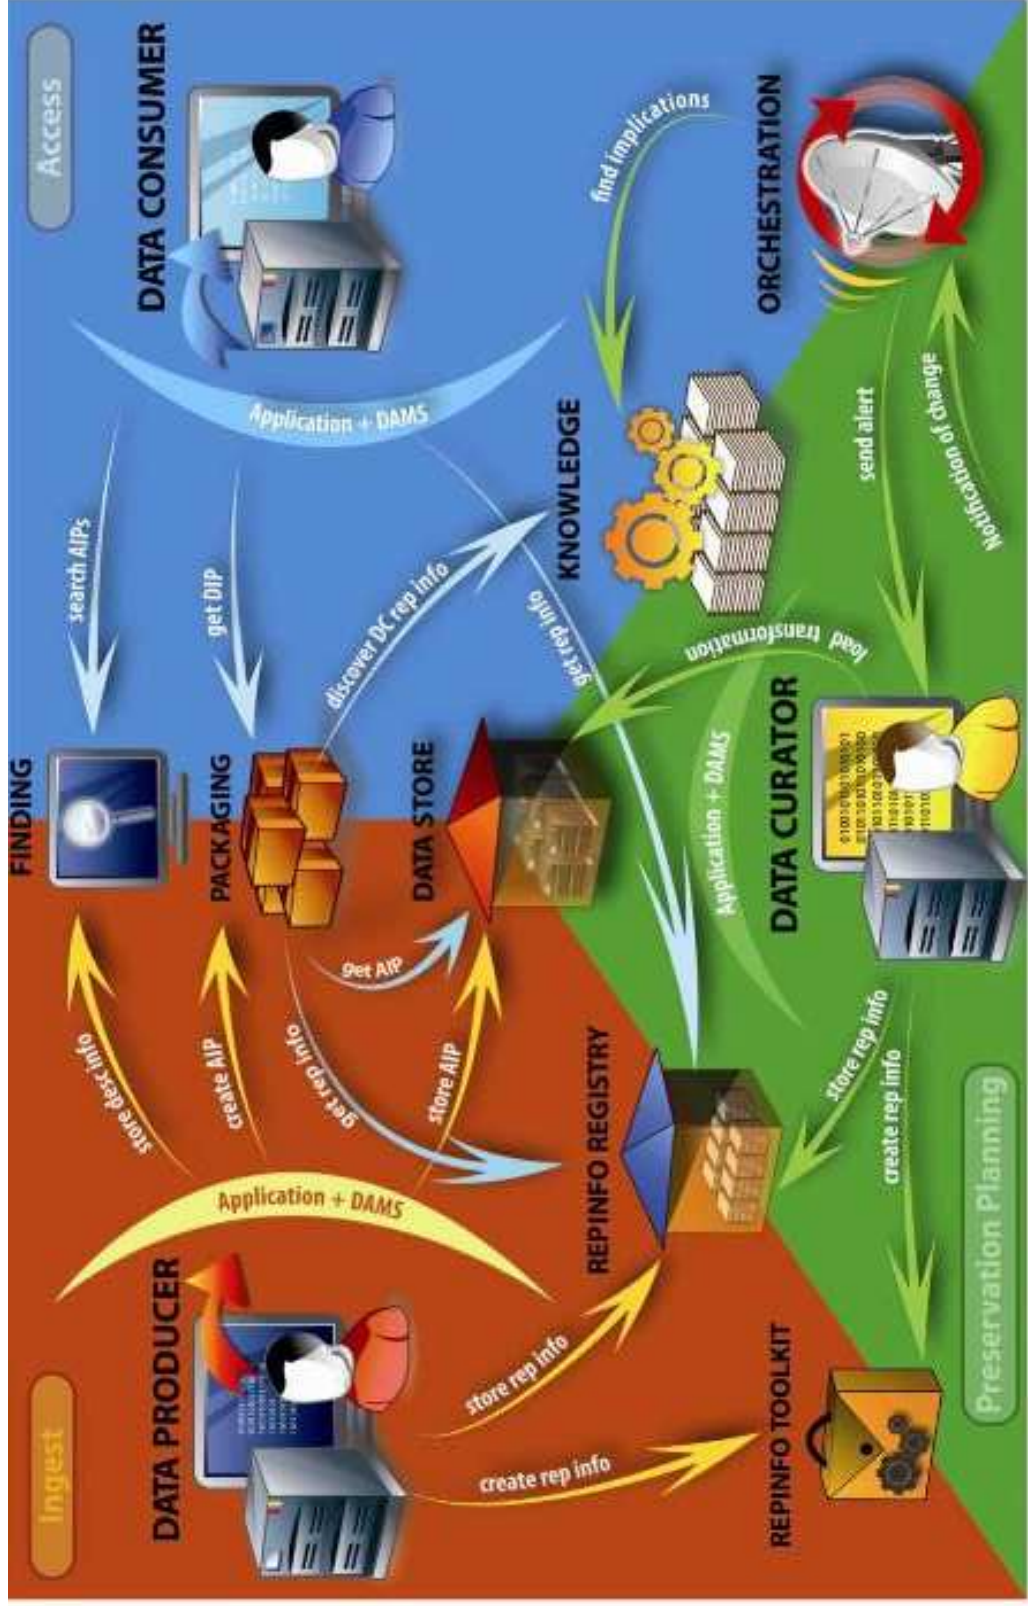 Ingest
Access
DATA PRODUCER
DATA CONSUMER
FINDING
store desc info
search AIPs
Application + DAMS
create AIP
PACKAGING
get DIP
Application + DAMS
get rep info
get AIP
discover DC rep info
store AIP
DATA STORE
find implications
create rep info
store rep info
REPINFO REGISTRY
get rep info
KNOWLEDGE
ORCHESTRATION
Application + DAMS
load transformation
REPINFO TOOLKIT
DATA CURATOR
store rep info
create rep info
send alert
Notification of change
Preservation Planning